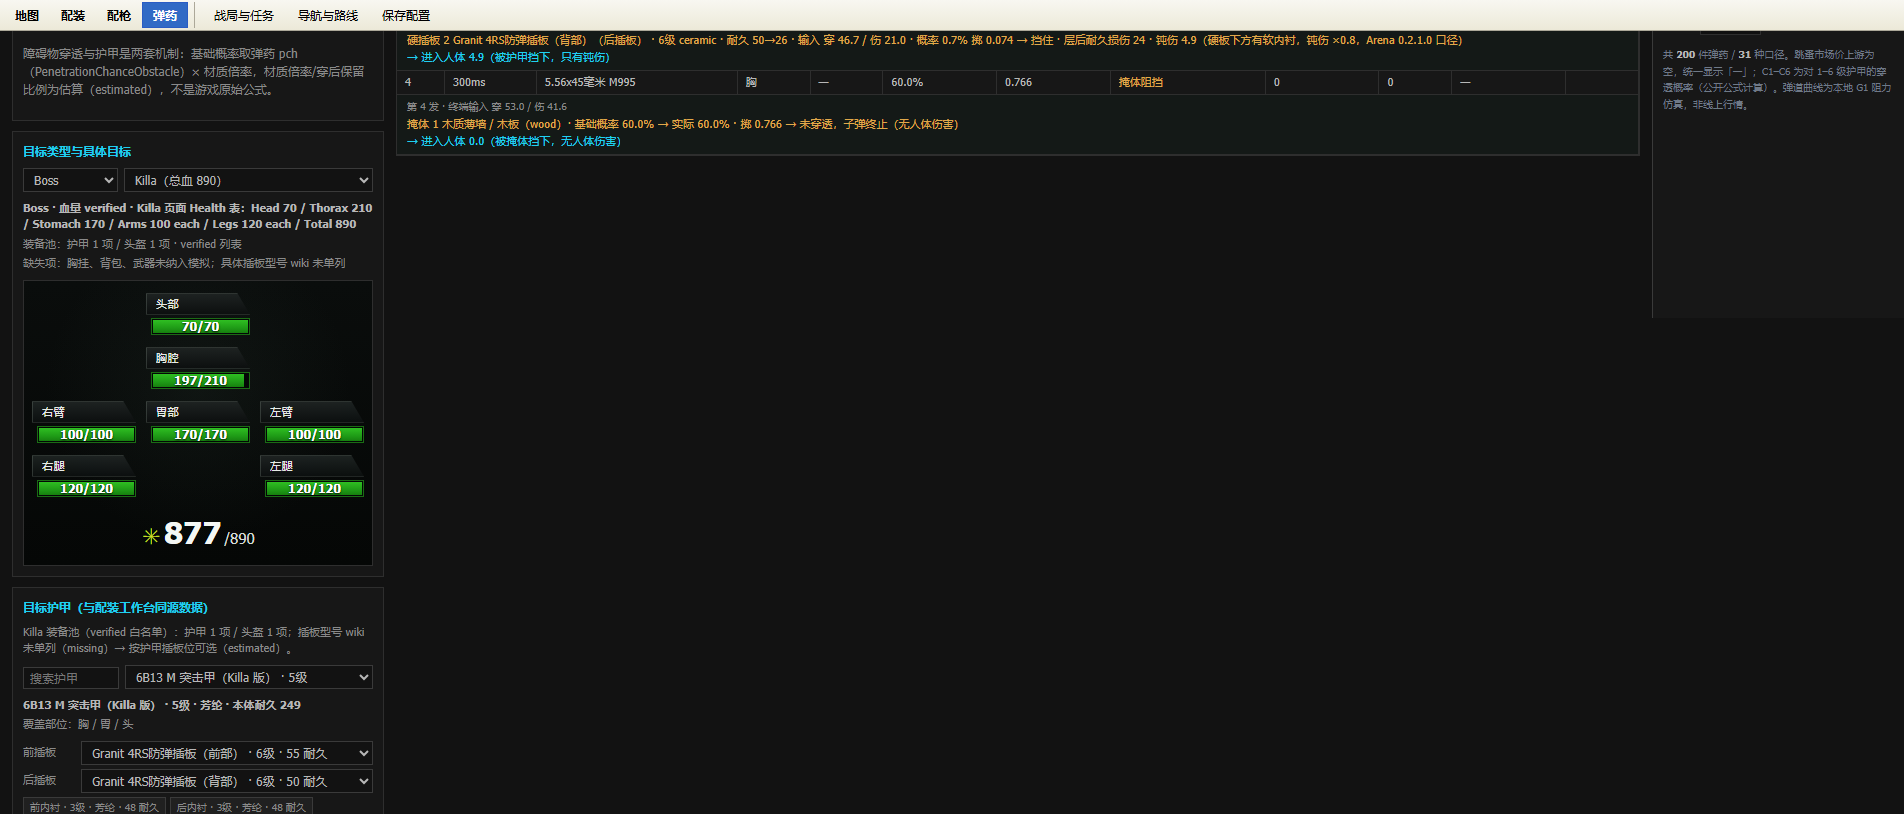 地图 配装 配枪 弹药 战局与任务 导航与路线 保存配置
障碍物穿透与护甲是两套机制：基础概率取弹药 pch
（PenetrationChanceObstacle）× 材质倍率，材质倍率/穿后保留
比例为估算（estimated），不是游戏原始公式。
目标类型与具体目标
Boss Killa（总血 890）
Boss · 血量 verified · Killa 页面 Health 表：Head 70 / Thorax 210
/ Stomach 170 / Arms 100 each / Legs 120 each / Total 890
装备池：护甲 1 项 / 头盔 1 项 · verified 列表
缺失项：胸挂、背包、武器未纳入模拟；具体插板型号 wiki 未单列
头部
70/70
胸腔
197/210
右臂 胃部 左臂
100/100 170/170 100/100
右腿 左腿
120/120 120/120
877/890
目标护甲（与配装工作台同源数据）
Killa 装备池（verified 白名单）：护甲 1 项 / 头盔 1 项；插板型号 wiki
未单列（missing）→ 按护甲插板位可选（estimated）。
搜索护甲 6B13 M 突击甲（Killa 版） · 5级
6B13 M 突击甲（Killa 版） · 5级 · 芳纶 · 本体耐久 249
覆盖部位：胸 / 胃 / 头
前插板 Granit 4RS防弹插板（前部） · 6级 · 55 耐久
后插板 Granit 4RS防弹插板（背部） · 6级 · 50 耐久
前内衬 · 3级 · 芳纶 · 48 耐久 后内衬 · 3级 · 芳纶 · 48 耐久
硬插板 2 Granit 4RS防弹插板（背部）（后插板） · 6级 ceramic · 耐久 50→26 · 输入 穿 46.7 / 伤 21.0 · 概率 0.7% 掷 0.074 → 挡住 · 层后耐久损伤 24 · 钝伤 4.9（硬板下方有软内衬，钝伤 ×0.8，Arena 0.2.1.0 口径）
→ 进入人体 4.9（被护甲挡下，只有钝伤）
4 300ms 5.56x45毫米 M995 胸 — 60.0% 0.766 掩体阻挡 0 0 —
第 4 发 · 终端输入 穿 53.0 / 伤 41.6
掩体 1 木质薄墙 / 木板（wood） · 基础概率 60.0% → 实际 60.0% · 掷 0.766 → 未穿透，子弹终止（无人体伤害）
→ 进入人体 0.0（被掩体挡下，无人体伤害）
共 200 件弹药 / 31 种口径。跳蚤市场价上游为
空，统一显示「—」；C1–C6 为对 1–6 级护甲的穿
透概率（公开公式计算）。弹道曲线为本地 G1 阻力
仿真，非线上行情。